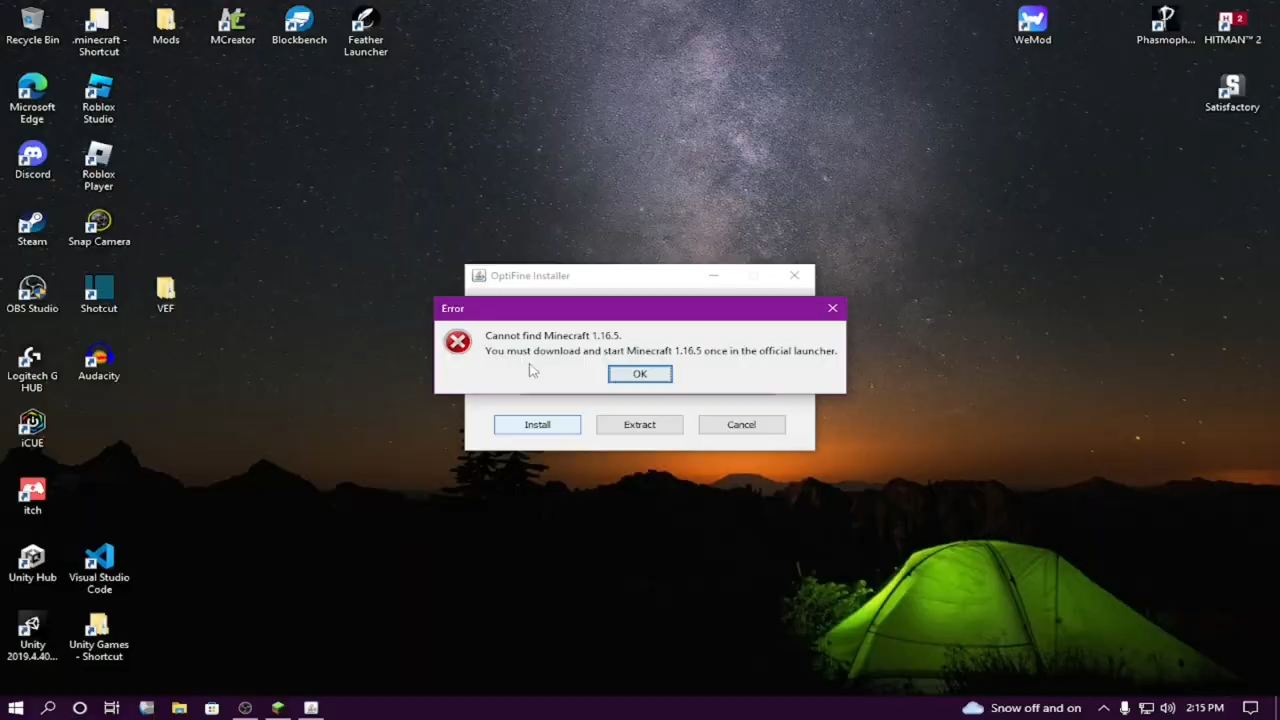 Recycle Bin
.minecraft -
Shortcut
Mods
MCreator
Blockbench
Feather
Launcher
WeMod
Phasmoph...
HITMAN™ 2
Microsoft
Edge
Roblox
Studio
Satisfactory
Discord
Roblox
Player
Steam
Snap Camera
OBS Studio
Shotcut
VEF
OptiFine Installer
Error
Cannot find Minecraft 1.16.5.
You must download and start Minecraft 1.16.5 once in the official launcher.
OK
Install
Extract
Cancel
Logitech G
HUB
Audacity
iCUE
itch
Unity Hub
Visual Studio
Code
Unity
2019.4.40...
Unity Games
- Shortcut
Snow off and on
2:15 PM